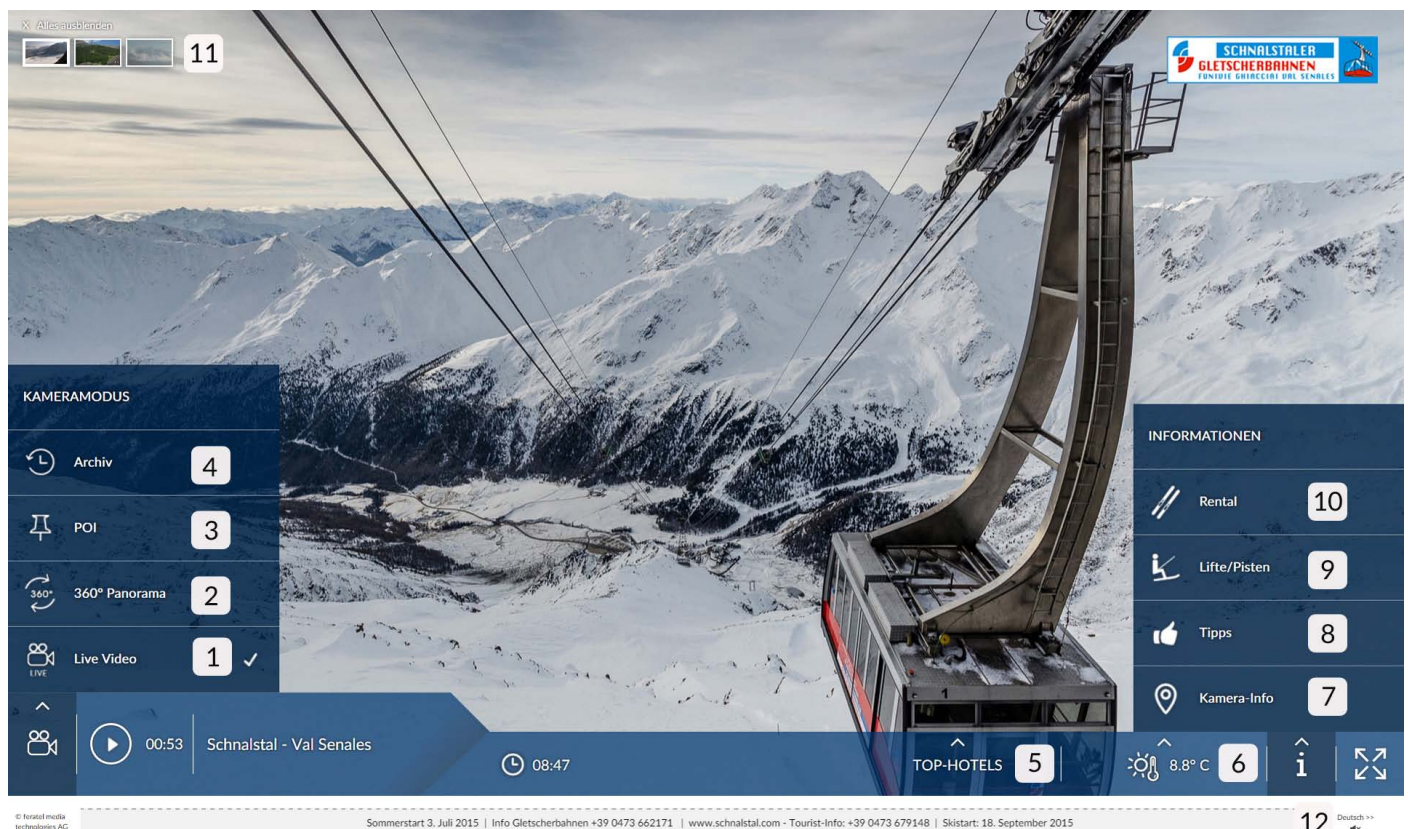 X Alles ausblenden
11
SCHNALSTALER
GLETSCHERBAHNEN
FUNIVIE GHIACCIAI VAL SENALES
KAMERAMODUS
Archiv 4
POI 3
360° 360° Panorama 2
Live Video 1
LIVE
INFORMATIONEN
Rental 10
Lifte/Pisten 9
Tipps 8
Kamera-Info 7
1
00:53 Schnalstal - Val Senales
08:47
TOP-HOTELS 5
8.8° C 6
i
© feratel media
technologies AG
Sommerstart 3. Juli 2015 | Info Gletscherbahnen +39 0473 662171 | www.schnalstal.com - Tourist-Info: +39 0473 679148 | Skistart: 18. September 2015
12
Deutsch >>